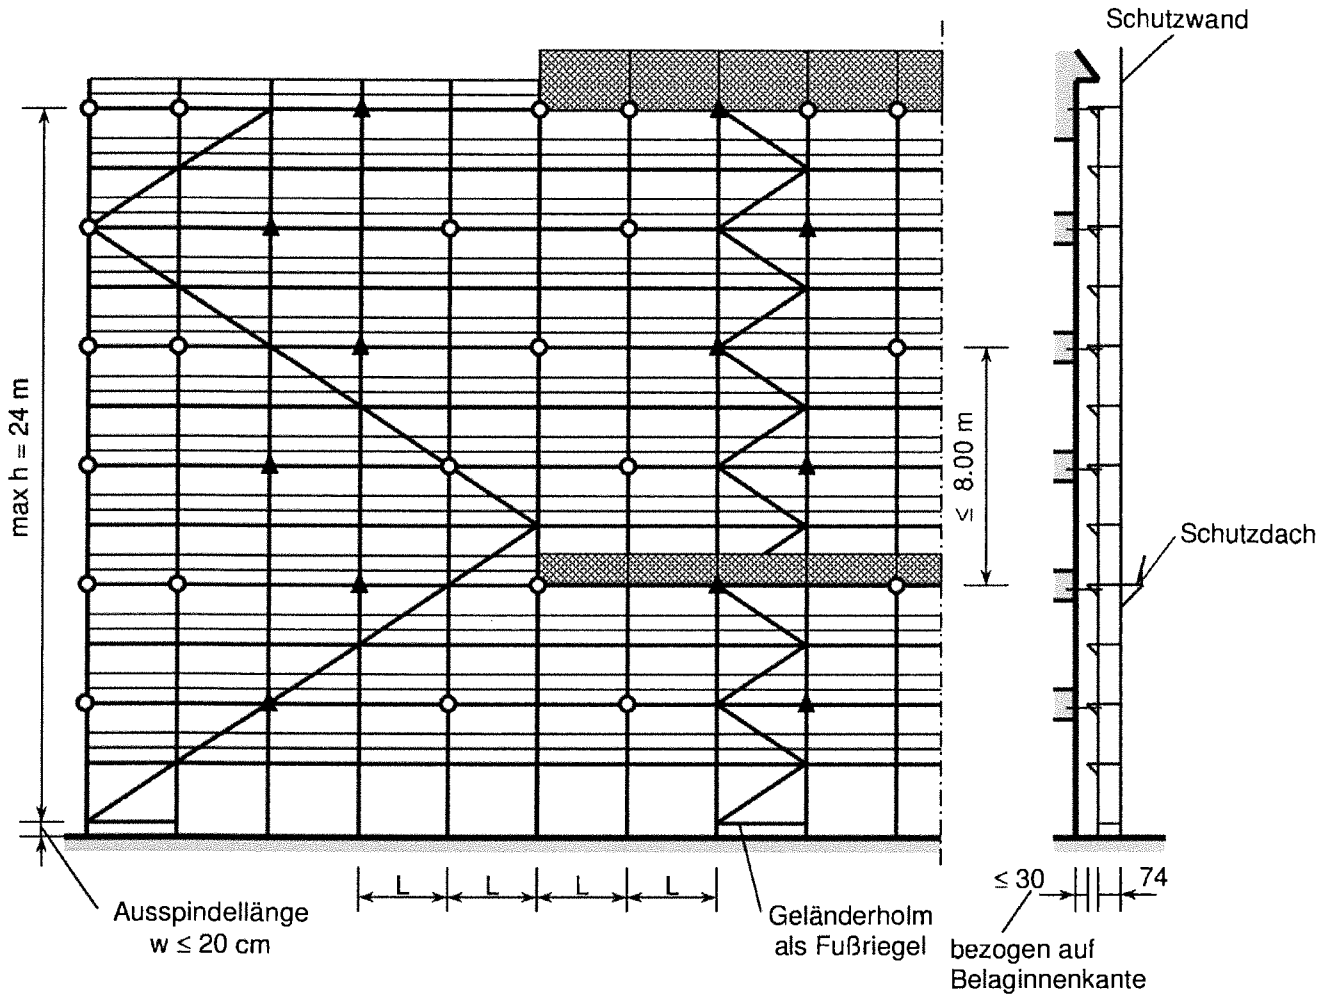 Schutzwand
max h = 24 m
≤ 8.00 m
Schutzdach
L L L L
≤ 30 74
Ausspindellänge
w ≤ 20 cm
Geländerholm
als Fußriegel
bezogen auf
Belaginnenkante